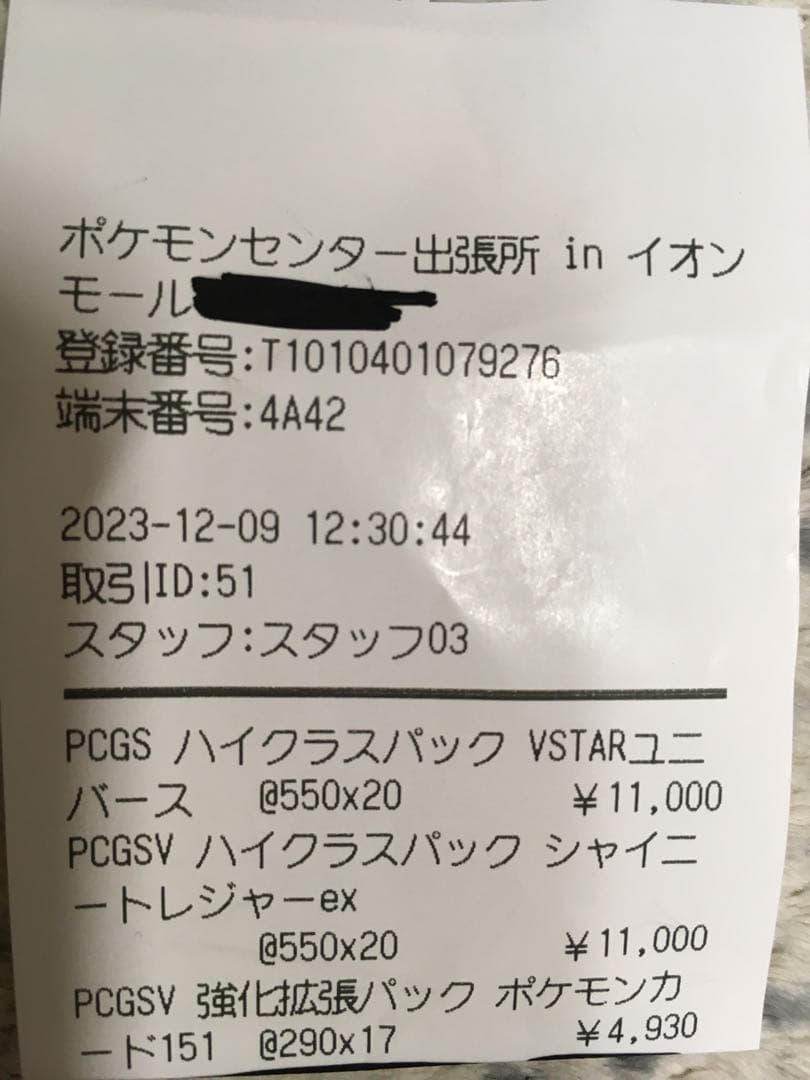 ポケモンセンター出張所 in イオン
モール
登録番号:T1010401079276
端末番号:4A42
2023-12-09 12:30:44
取引ID:51
スタッフ:スタッフ03
PCGS ハイクラスパック VSTARユニ
バース @550x20 ¥11,000
PCGSV ハイクラスパック シャイニ
ートレジャーex
@550x20 ¥11,000
PCGSV 強化拡張パック ポケモンカ
ード151 @290x17 ¥4,930